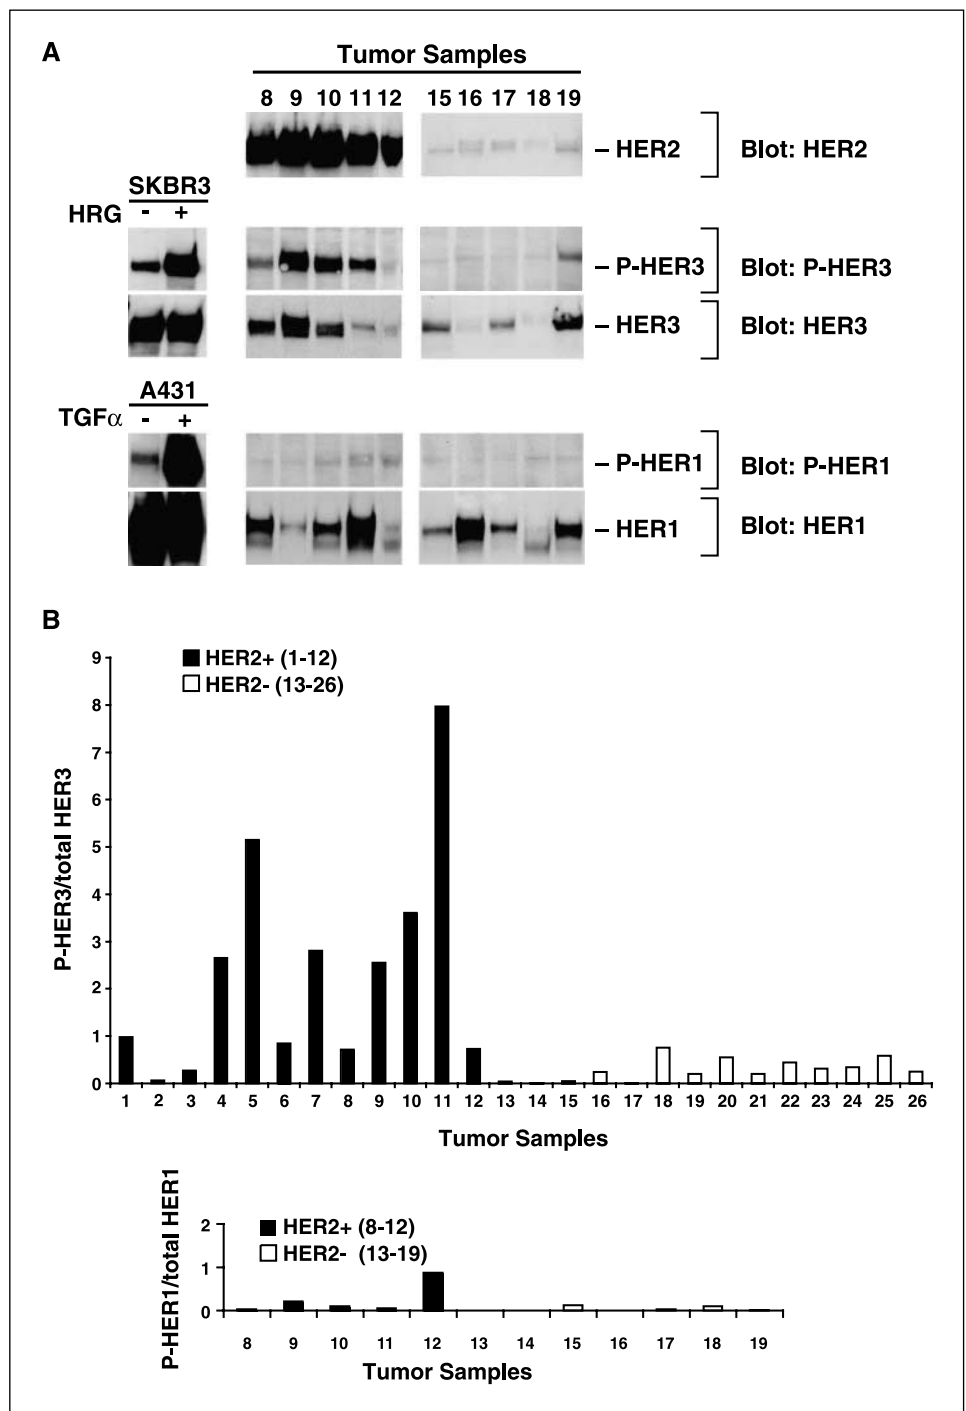 A
Tumor Samples
8 9 10 11 12 15 16 17 18 19
– HER2 Blot: HER2
SKBR3
HRG - +
– P-HER3 Blot: P-HER3
– HER3 Blot: HER3
A431
TGFα - +
– P-HER1 Blot: P-HER1
– HER1 Blot: HER1
B
HER2+ (1-12)
HER2- (13-26)
P-HER3/total HER3
9
8
7
6
5
4
3
2
1
0
1 2 3 4 5 6 7 8 9 10 11 12 13 14 15 16 17 18 19 20 21 22 23 24 25 26
Tumor Samples
P-HER1/total HER1
HER2+ (8-12)
HER2- (13-19)
2
1
0
8 9 10 11 12 13 14 15 16 17 18 19
Tumor Samples